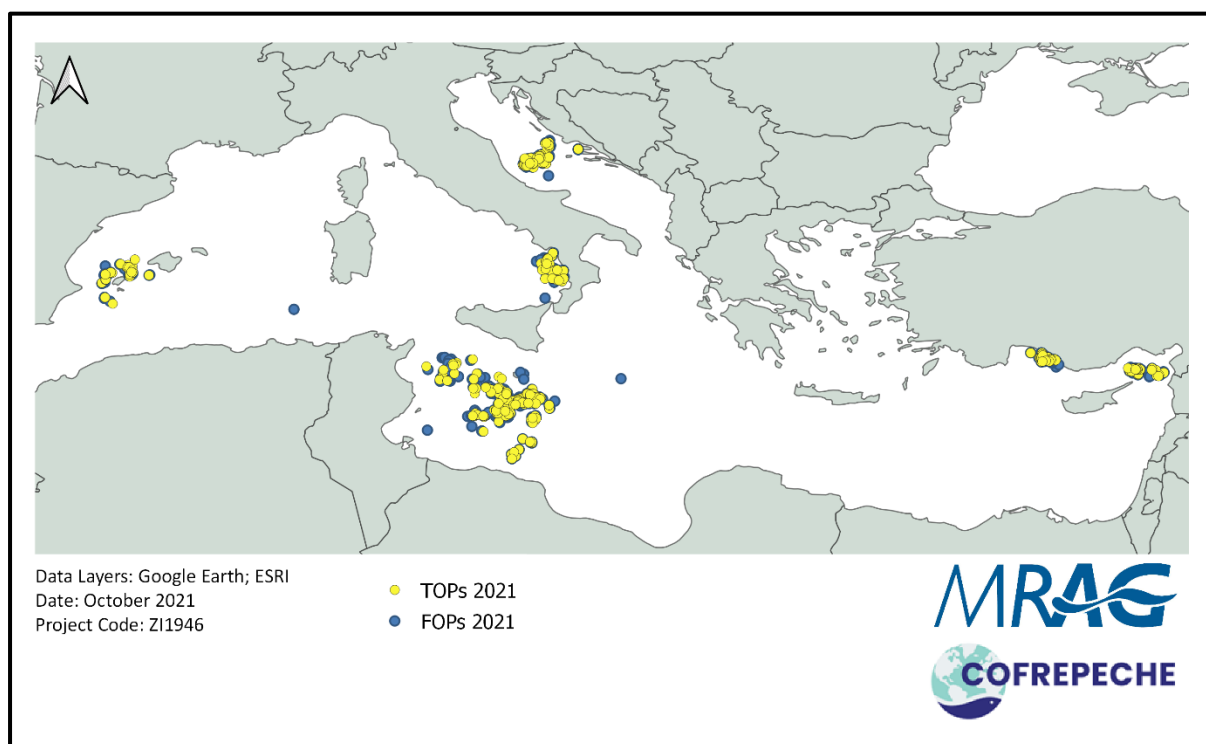 Data Layers: Google Earth; ESRI
Date: October 2021
Project Code: ZI1946
TOPs 2021
FOPs 2021
MRAG
COFREPECHE